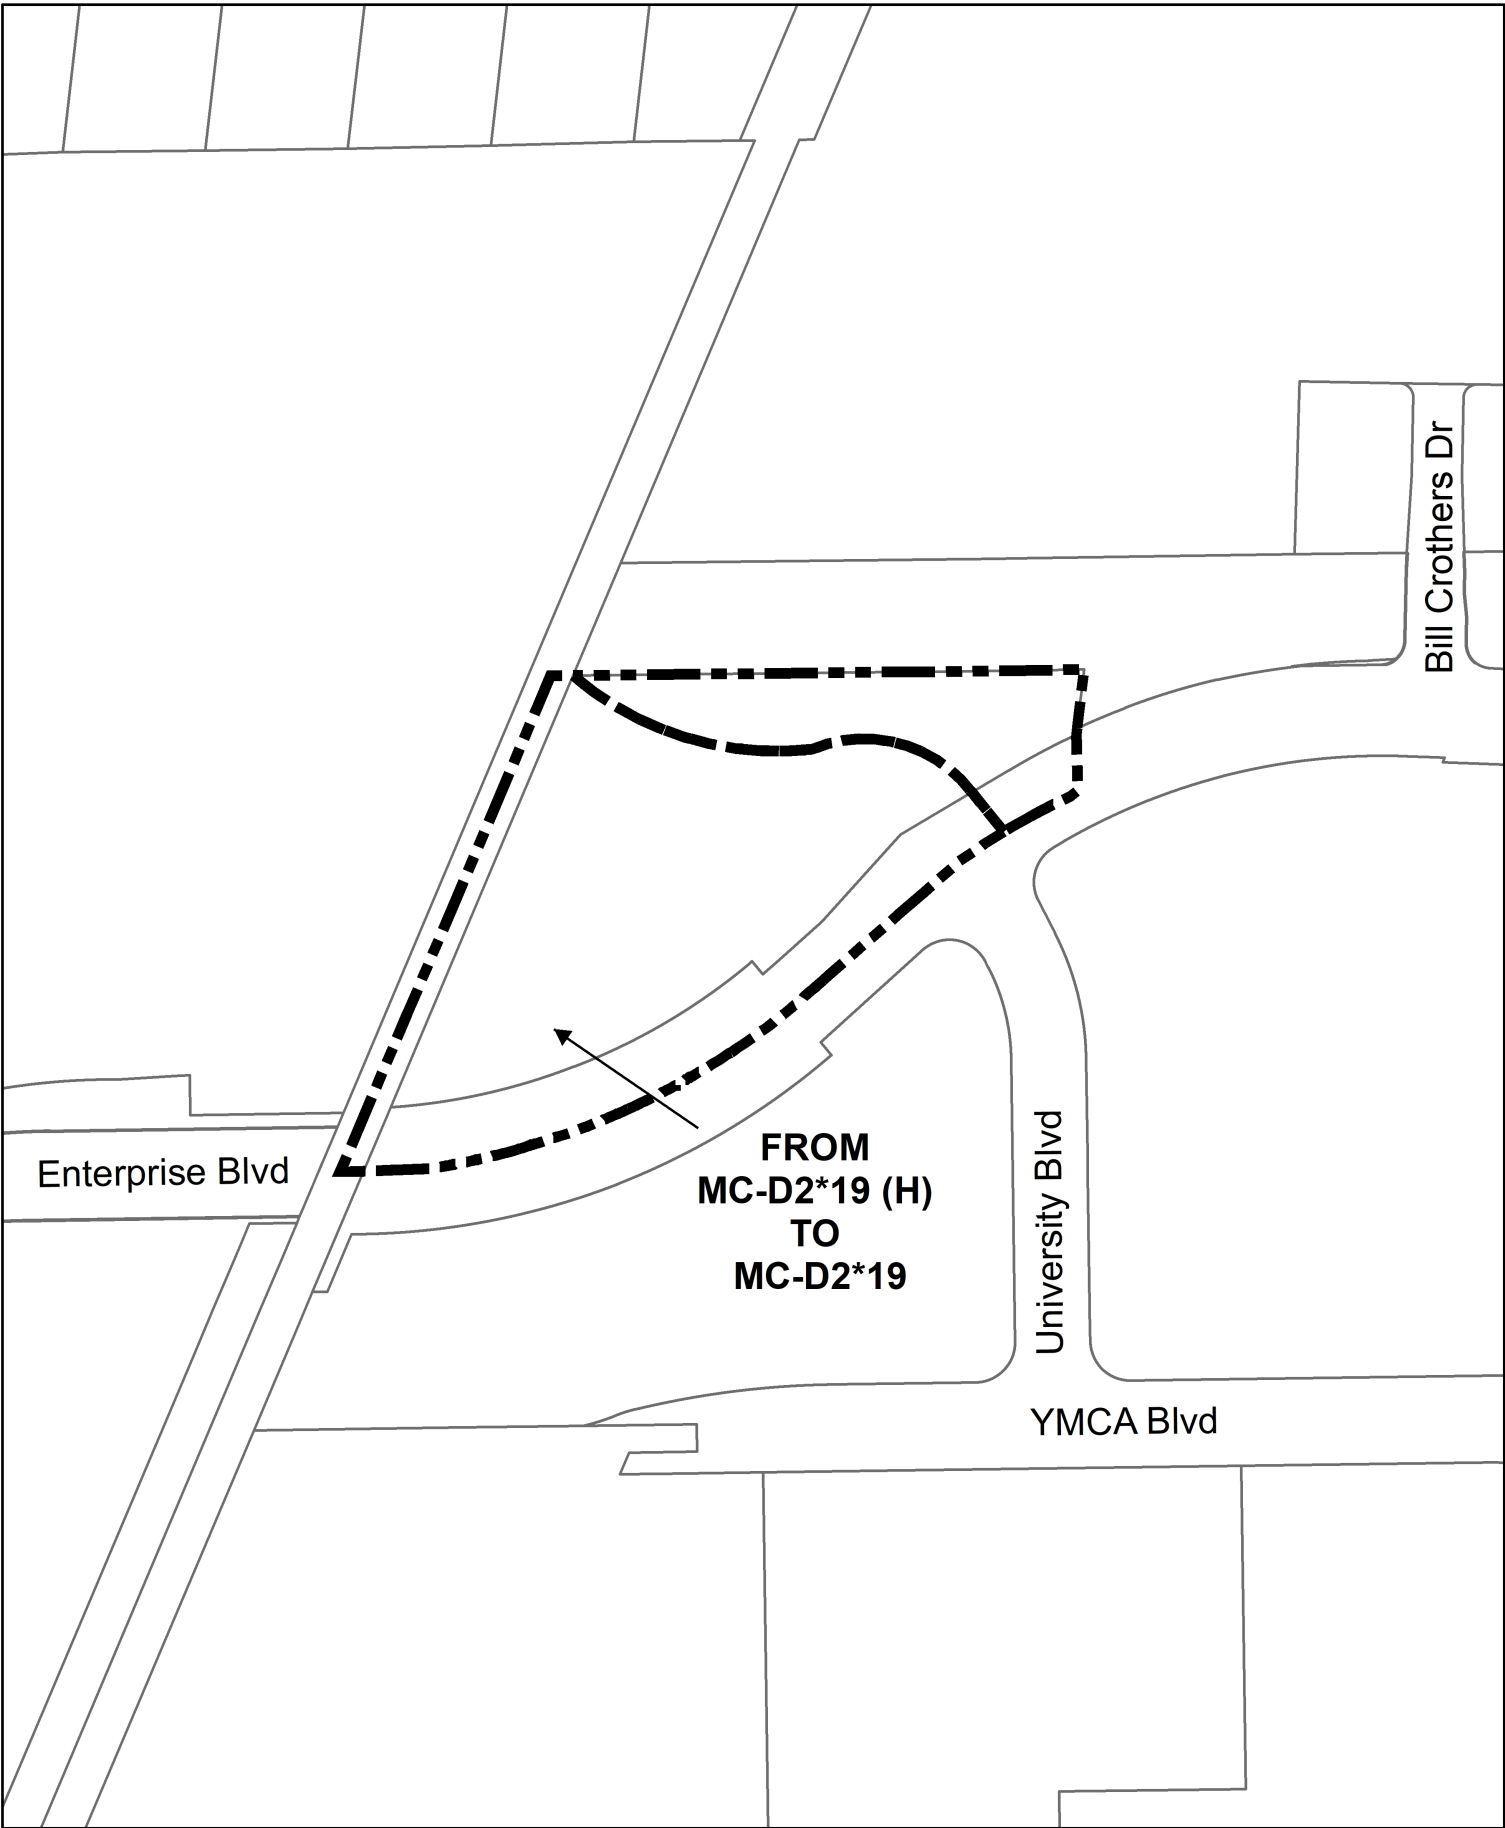 Bill Crothers Dr
Enterprise Blvd
FROM
MC-D2*19 (H)
TO
MC-D2*19
University Blvd
YMCA Blvd